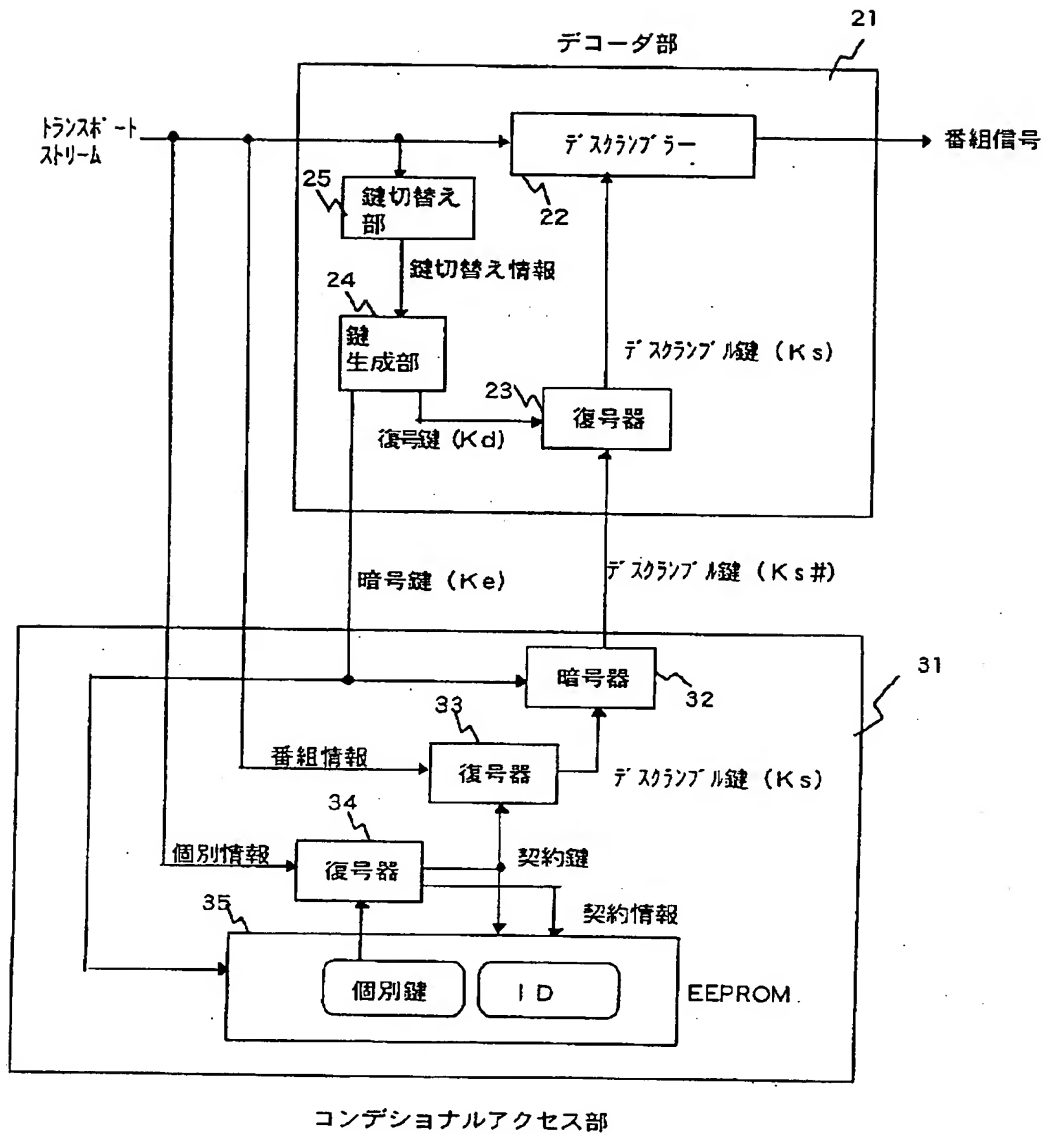 21
デコーダ部
トランスポート
ストリーム
デスクランブラー
番組信号
22
25
鍵切替え
部
鍵切替え情報
24
鍵
生成部
デスクランブル鍵 (Ks)
23
復号器
復号鍵 (Kd)
暗号鍵 (Ke)
デスクランブル鍵 (Ks#)
31
暗号器
32
33
番組情報
復号器
デスクランブル鍵 (Ks)
34
個別情報
復号器
契約鍵
35
契約情報
個別鍵
ID
EEPROM
コンデショナルアクセス部